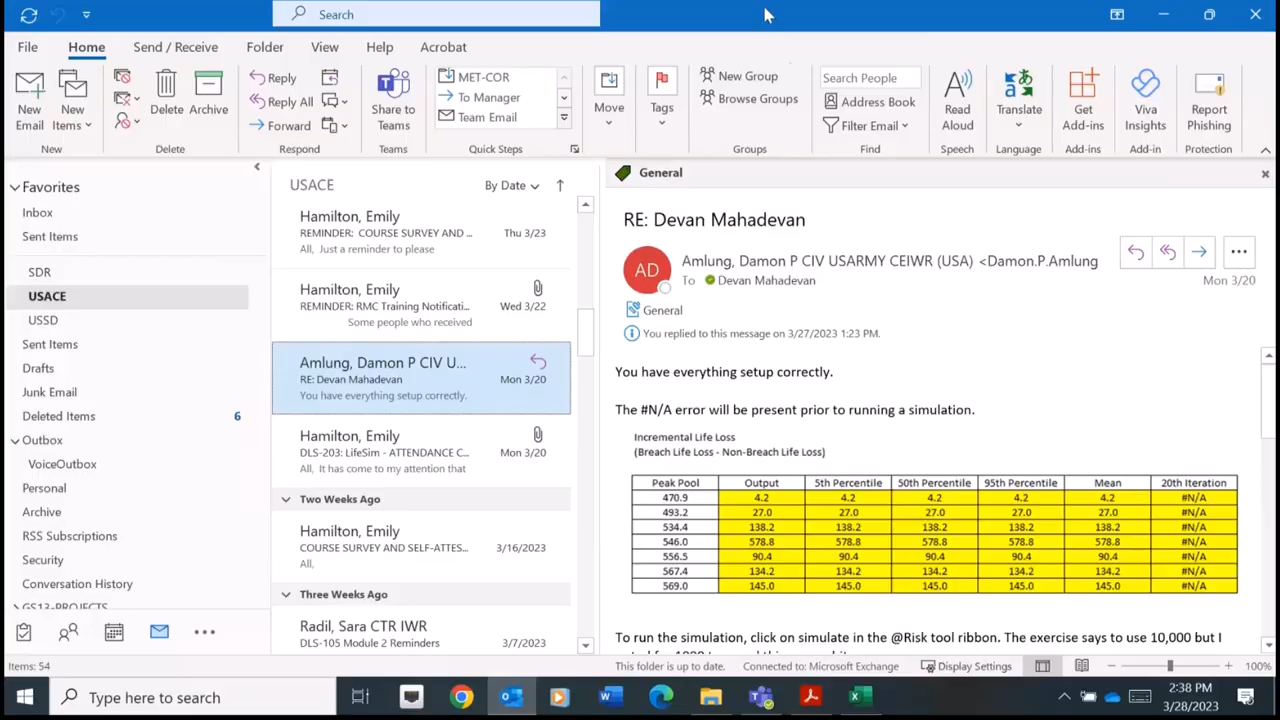 Search
File Home Send / Receive Folder View Help Acrobat
New Email
New Items
Delete
Archive
Reply
Reply All
Forward
Share to Teams
MET-COR
To Manager
Team Email
Move
Tags
New Group
Browse Groups
Search People
Address Book
Filter Email
Read Aloud
Translate
Get Add-ins
Viva Insights
Report Phishing
New Delete Respond Teams Quick Steps Groups Find Speech Language Add-ins Add-in Protection
Favorites
Inbox
Sent Items
SDR
USACE
USSD
Sent Items
Drafts
Junk Email
Deleted Items 6
Outbox
VoiceOutbox
Personal
Archive
RSS Subscriptions
Security
Conversation History
GS13-PROJECTS
USACE By Date
Hamilton, Emily
REMINDER: COURSE SURVEY AND ... Thu 3/23
All, Just a reminder to please
Hamilton, Emily
REMINDER: RMC Training Notificati... Wed 3/22
Some people who received
Amlung, Damon P CIV U...
RE: Devan Mahadevan Mon 3/20
You have everything setup correctly.
Hamilton, Emily
DLS-203: LifeSim - ATTENDANCE C... Mon 3/20
All, It has come to my attention that
Two Weeks Ago
Hamilton, Emily
COURSE SURVEY AND SELF-ATTES... 3/16/2023
All,
Three Weeks Ago
Radil, Sara CTR IWR
DLS-105 Module 2 Reminders 3/7/2023
General
RE: Devan Mahadevan
AD
Amlung, Damon P CIV USARMY CEIWR (USA) <Damon.P.Amlung
To Devan Mahadevan
Mon 3/20
General
You replied to this message on 3/27/2023 1:23 PM.
You have everything setup correctly.
The #N/A error will be present prior to running a simulation.
Incremental Life Loss
(Breach Life Loss - Non-Breach Life Loss)
Peak Pool Output 5th Percentile 50th Percentile 95th Percentile Mean 20th Iteration
470.9 4.2 4.2 4.2 4.2 4.2 #N/A
493.2 27.0 27.0 27.0 27.0 27.0 #N/A
534.4 138.2 138.2 138.2 138.2 138.2 #N/A
546.0 578.8 578.8 578.8 578.8 578.8 #N/A
556.5 90.4 90.4 90.4 90.4 90.4 #N/A
567.4 134.2 134.2 134.2 134.2 134.2 #N/A
569.0 145.0 145.0 145.0 145.0 145.0 #N/A
To run the simulation, click on simulate in the @Risk tool ribbon. The exercise says to use 10,000 but I
Items: 54 This folder is up to date. Connected to: Microsoft Exchange Display Settings 100%
Type here to search
2:38 PM
3/28/2023